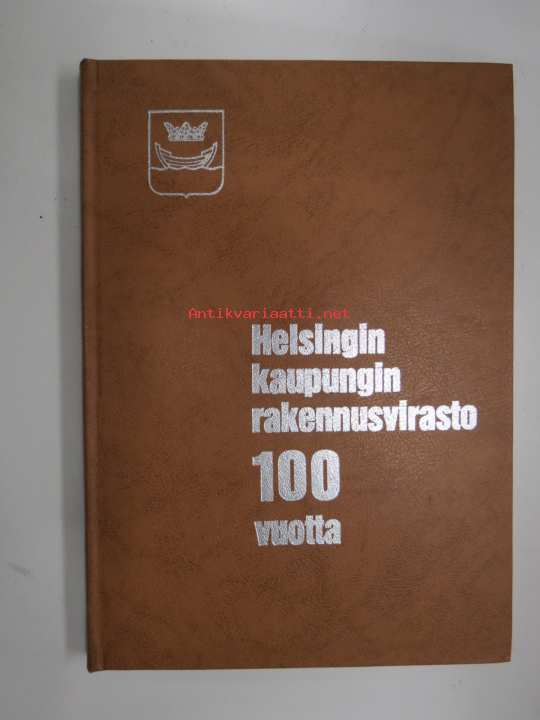 Antikvariaatti.net
Helsingin
kaupungin
rakennusvirasto
100
vuotta